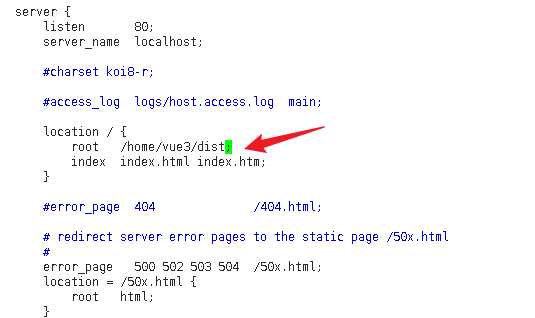 server {
listen 80;
server_name localhost;
#charset koi8-r;
#access_log logs/host.access.log main;
location / {
root /home/vue3/dist;
index index.html index.htm;
}
#error_page 404 /404.html;
# redirect server error pages to the static page /50x.html
#
error_page 500 502 503 504 /50x.html;
location = /50x.html {
root html;
}